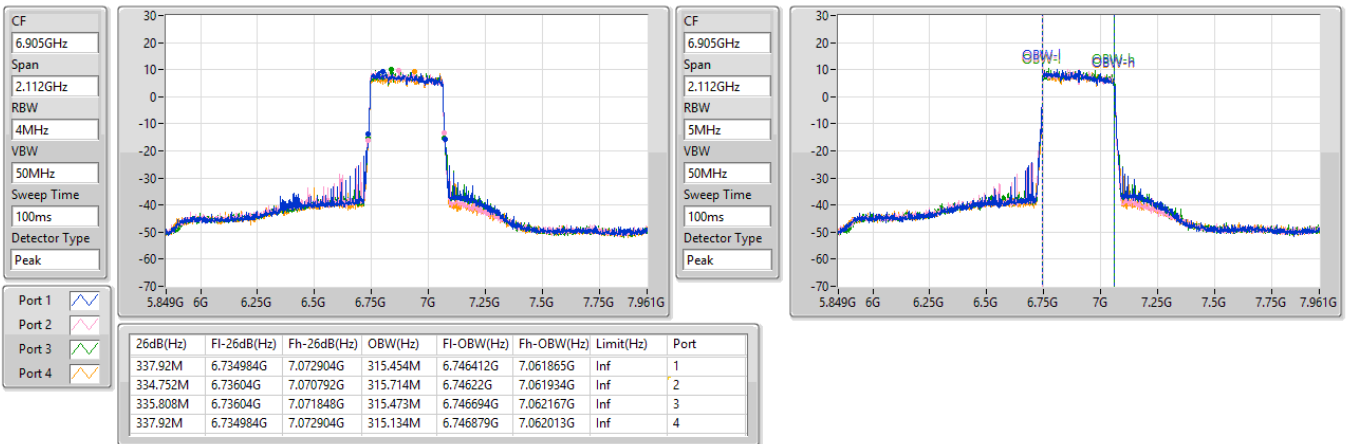 CF
6.905GHz
Span
2.112GHz
RBW
4MHz
VBW
50MHz
Sweep Time
100ms
Detector Type
Peak
30
20
10
0
-10
-20
-30
-40
-50
-60
-70
5.849G 6G 6.25G 6.5G 6.75G 7G 7.25G 7.5G 7.75G 7.961G
CF
6.905GHz
Span
2.112GHz
RBW
5MHz
VBW
50MHz
Sweep Time
100ms
Detector Type
Peak
30
20
10
0
-10
-20
-30
-40
-50
-60
-70
OBW-l OBW-h
5.849G 6G 6.25G 6.5G 6.75G 7G 7.25G 7.5G 7.75G 7.961G
Port 1
Port 2
Port 3
Port 4
26dB(Hz) Fl-26dB(Hz) Fh-26dB(Hz) OBW(Hz) Fl-OBW(Hz) Fh-OBW(Hz) Limit(Hz) Port
337.92M 6.734984G 7.072904G 315.454M 6.746412G 7.061865G Inf 1
334.752M 6.73604G 7.070792G 315.714M 6.74622G 7.061934G Inf 2
335.808M 6.73604G 7.071848G 315.473M 6.746694G 7.062167G Inf 3
337.92M 6.734984G 7.072904G 315.134M 6.746879G 7.062013G Inf 4